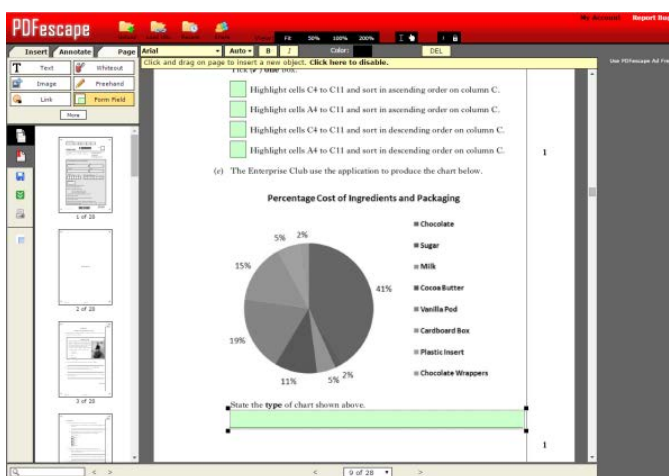 PDFescape
My Account Report Bug
Fit 50% 100% 200%
Insert Annotate Page
Arial Auto B I Color: DEL
Click and drag on page to insert a new object. Click here to disable.
Use PDFescape Ad Fre
T Text Whiteout
Image Freehand
Link Form Field
More
one box.
Highlight cells C4 to C11 and sort in ascending order on column C.
Highlight cells A4 to C11 and sort in ascending order on column C.
Highlight cells C4 to C11 and sort in descending order on column C.
Highlight cells A4 to C11 and sort in descending order on column C.
1
(e) The Enterprise Club use the application to produce the chart below.
Percentage Cost of Ingredients and Packaging
Chocolate
Sugar
Milk
Cocoa Butter
Vanilla Pod
Cardboard Box
Plastic Insert
Chocolate Wrappers
5% 2%
15%
41%
19%
11% 5% 2%
State the type of chart shown above.
1
1 of 28
2 of 28
3 of 28
< > < 9 of 28 >